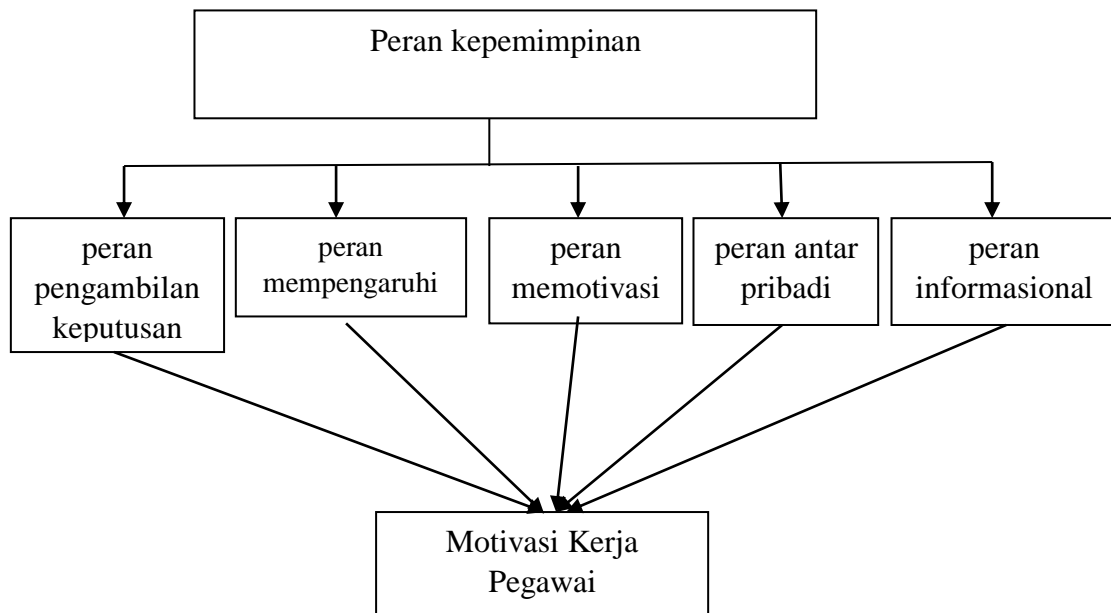 Peran kepemimpinan
peran
pengambilan
keputusan
peran
mempengaruhi
peran
memotivasi
peran antar
pribadi
peran
informasional
Motivasi Kerja
Pegawai